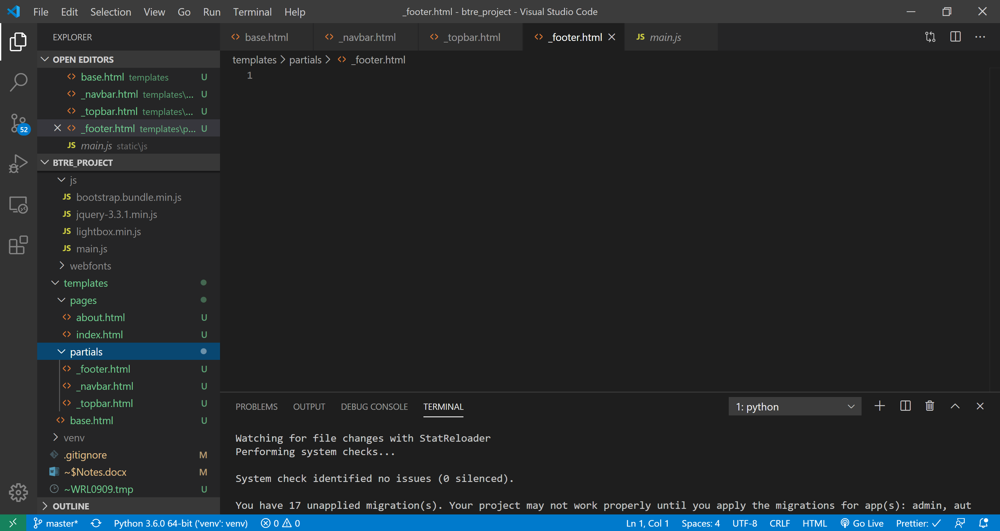 File Edit Selection View Go Run Terminal Help _footer.html - btre_project - Visual Studio Code
EXPLORER
base.html _navbar.html _topbar.html _footer.html JS main.js
OPEN EDITORS
base.html templates U
_navbar.html templates\... U
_topbar.html templates\... U
_footer.html templates\p... U
JS main.js static\js
BTRE_PROJECT
js
JS bootstrap.bundle.min.js
JS jquery-3.3.1.min.js
JS lightbox.min.js
JS main.js
webfonts
templates
pages
about.html U
index.html U
partials
_footer.html U
_navbar.html U
_topbar.html U
base.html U
venv
.gitignore M
~$Notes.docx M
~WRL0909.tmp U
OUTLINE
52
templates > partials > _footer.html
1
PROBLEMS OUTPUT DEBUG CONSOLE TERMINAL 1: python
Watching for file changes with StatReloader
Performing system checks...
System check identified no issues (0 silenced).
You have 17 unapplied migration(s). Your project may not work properly until you apply the migrations for app(s): admin, aut
master* Python 3.6.0 64-bit ('venv': venv) 0 0 Ln 1, Col 1 Spaces: 4 UTF-8 CRLF HTML Go Live Prettier: ✓